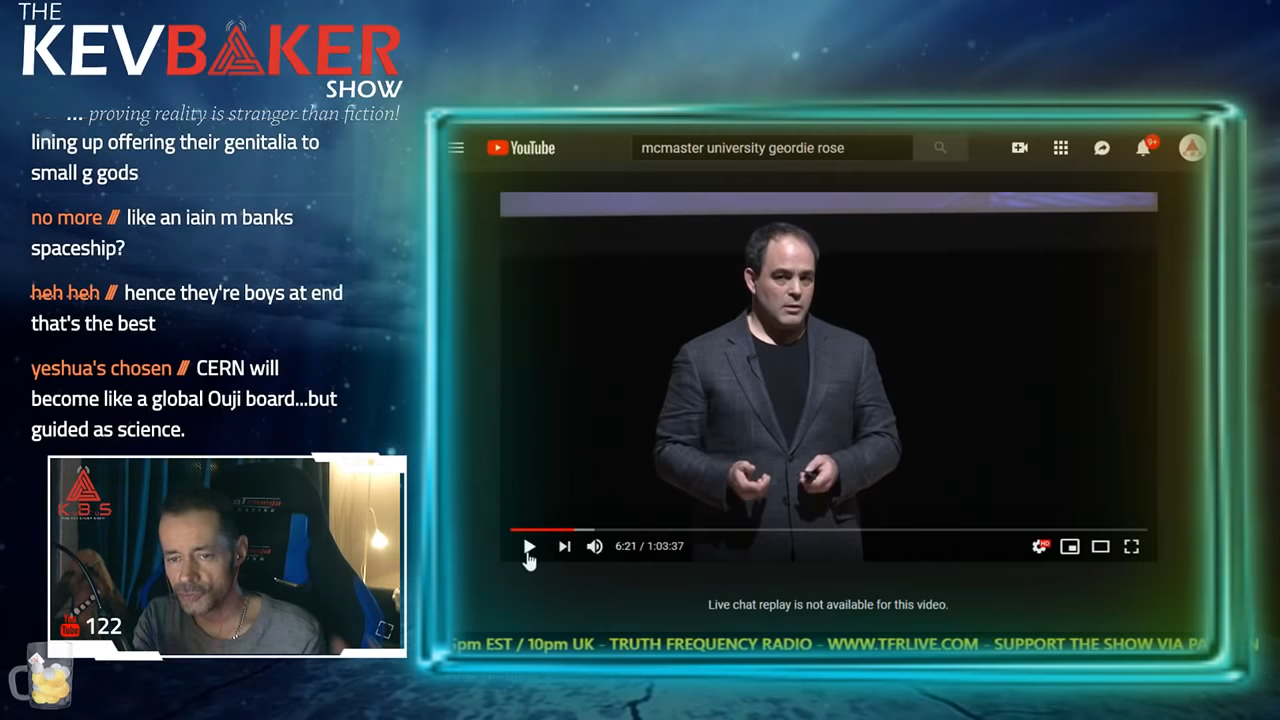 THE
KEVBAKER
SHOW
... proving reality is stranger than fiction!
lining up offering their genitalia to
small g gods
no more /// like an iain m banks
spaceship?
heh heh /// hence they're boys at end
that's the best
yeshua's chosen /// CERN will
become like a global Ouji board...but
guided as science.
KBS
122
YouTube
mcmaster university geordie rose
9+
6:21 / 1:03:37
HD
Live chat replay is not available for this video.
5pm EST / 10pm UK - TRUTH FREQUENCY RADIO - WWW.TFRLIVE.COM - SUPPORT THE SHOW VIA PA